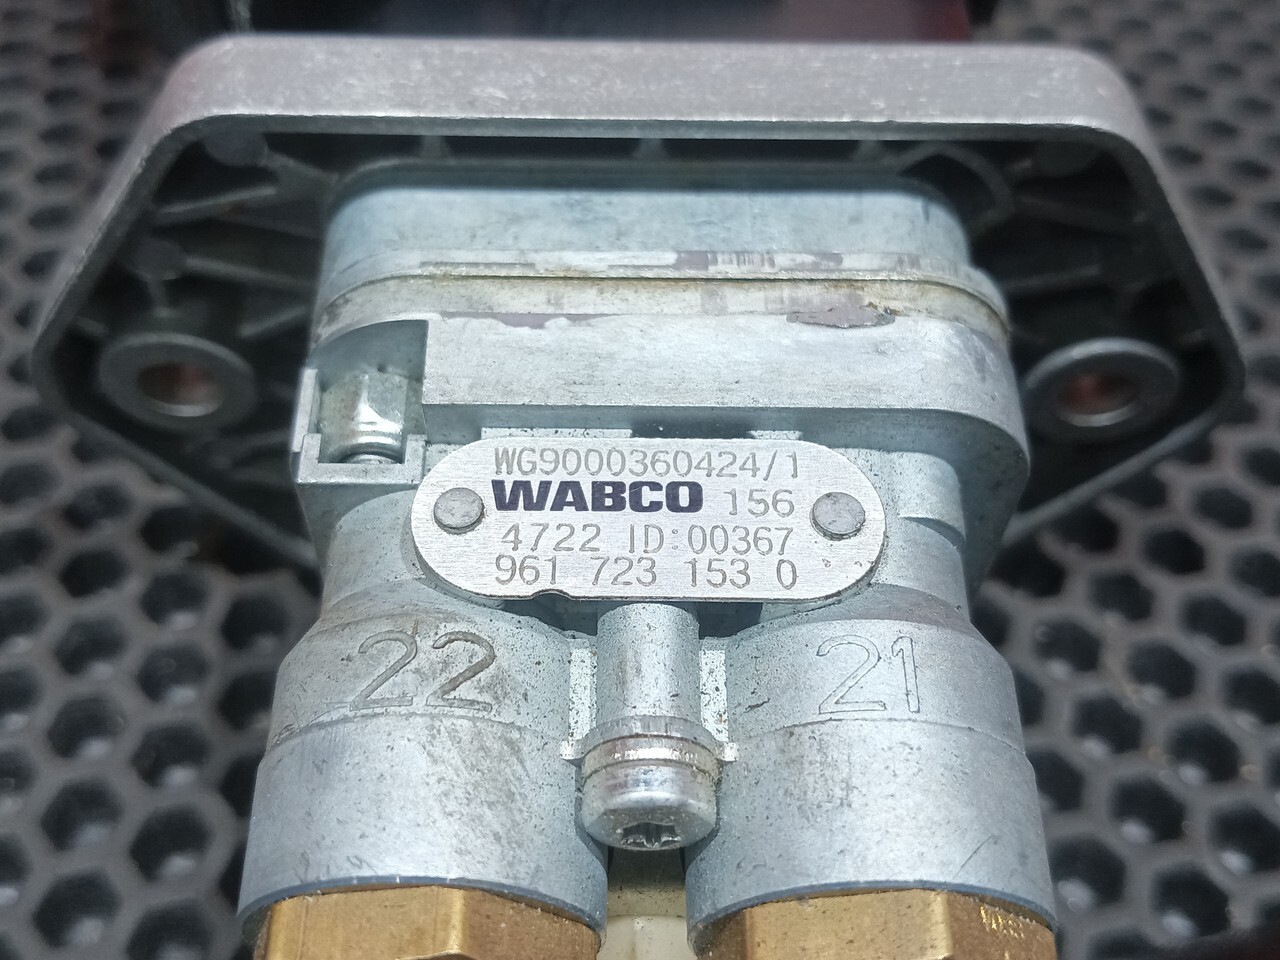 WG9000360424/1
WABCO 156
4722 ID:00367
961 723 153 0
22 21